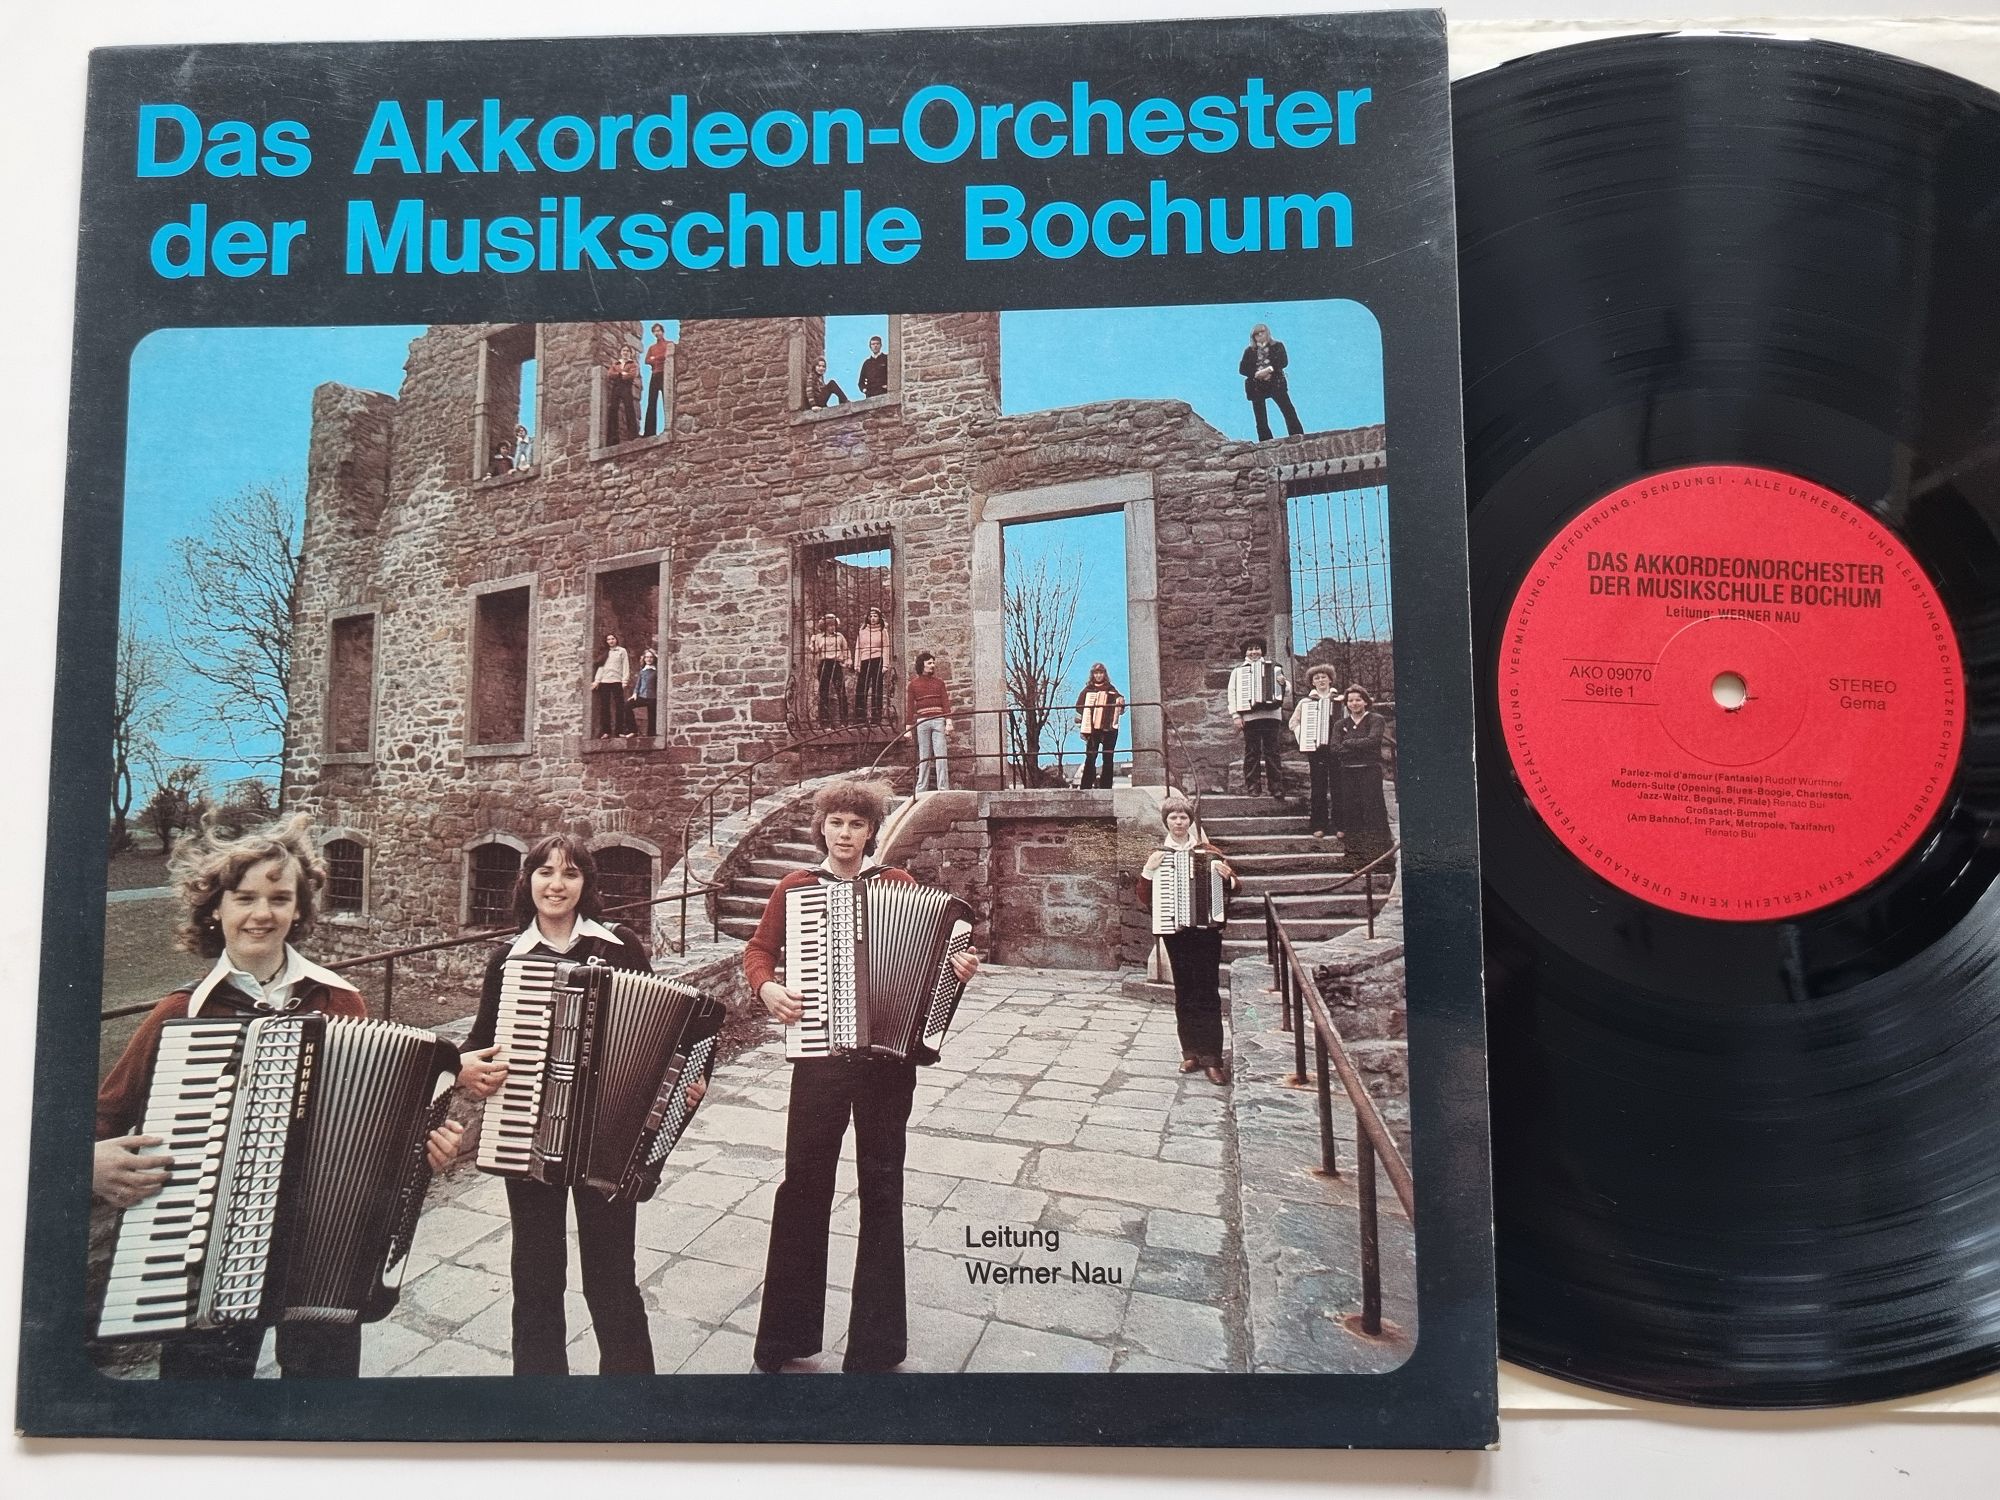 Das Akkordeon-Orchester
der Musikschule Bochum
HOHNER
HOHNER
HOHNER
Leitung
Werner Nau
KEINE UNERLAUBTE VERVIELFÄLTIGUNG, VERMIETUNG, AUFFÜHRUNG, SENDUNG! · ALLE URHEBER- UND LEISTUNGSSCHUTZRECHTE VORBEHALTEN. KEIN VERLEIH!
DAS AKKORDEONORCHESTER
DER MUSIKSCHULE BOCHUM
Leitung: WERNER NAU
AKO 09070
Seite 1
STEREO
Gema
Parlez-moi d'amour (Fantasie) Rudolf Würthner
Modern-Suite (Opening, Blues-Boogie, Charleston,
Jazz-Waltz, Beguine, Finale) Renato Bui
Großstadt-Bummel
(Am Bahnhof, Im Park, Metropole, Taxifahrt)
Renato Bui